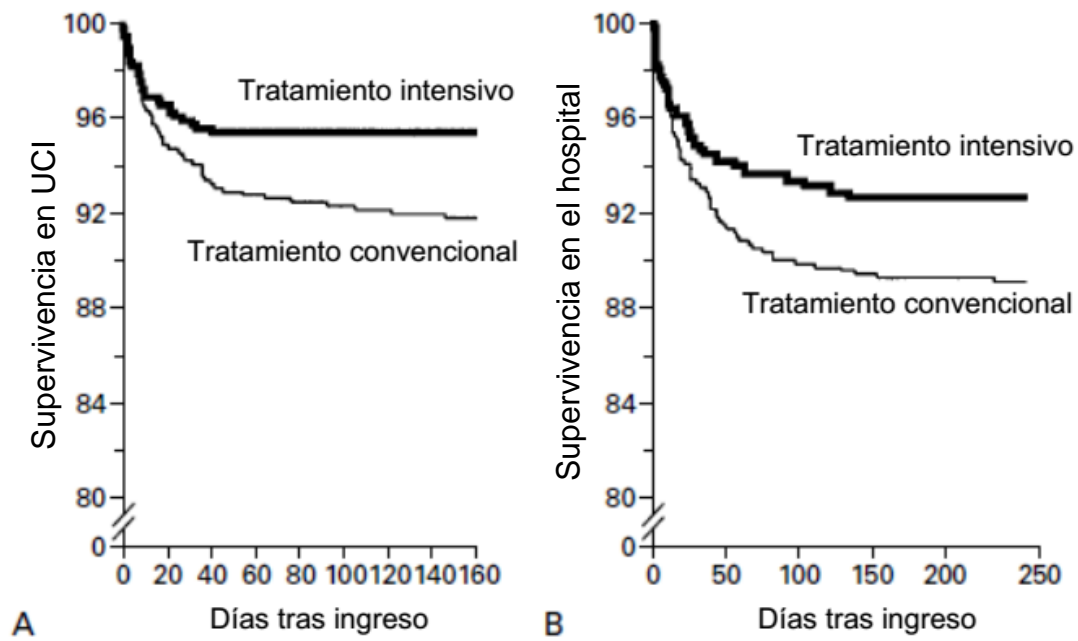 100
96
92
88
84
80
0
Supervivencia en UCI
Tratamiento intensivo
Tratamiento convencional
0 20 40 60 80 100 120 140 160
Días tras ingreso
A
100
96
92
88
84
80
0
Supervivencia en el hospital
Tratamiento intensivo
Tratamiento convencional
0 50 100 150 200 250
Días tras ingreso
B